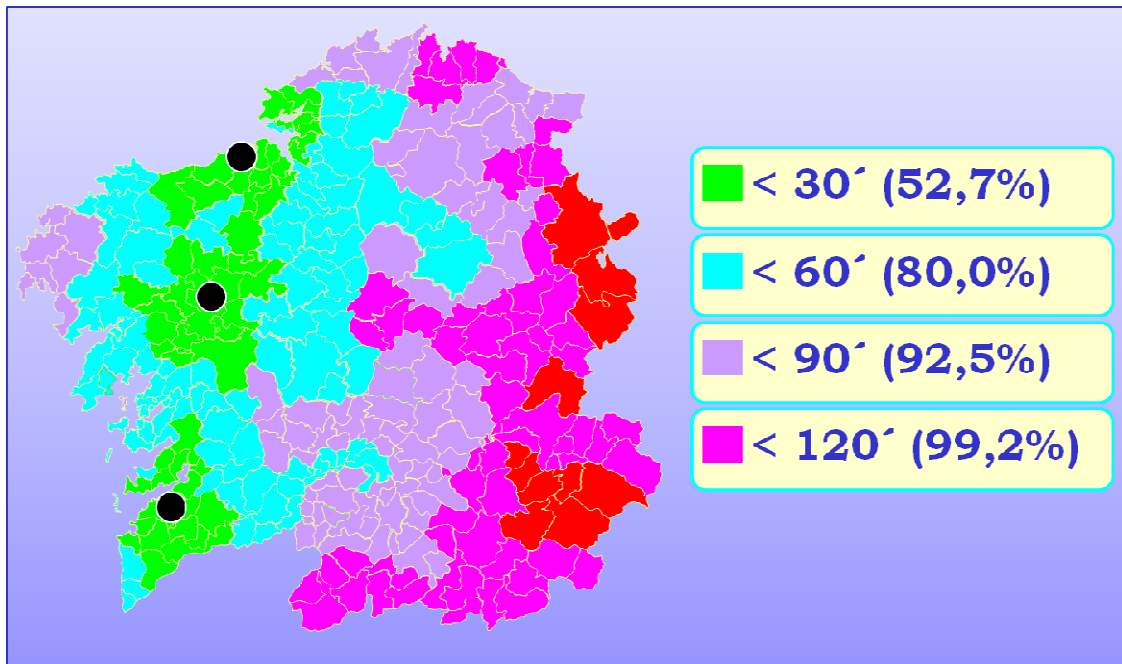 < 30´ (52,7%)
< 60´ (80,0%)
< 90´ (92,5%)
< 120´ (99,2%)